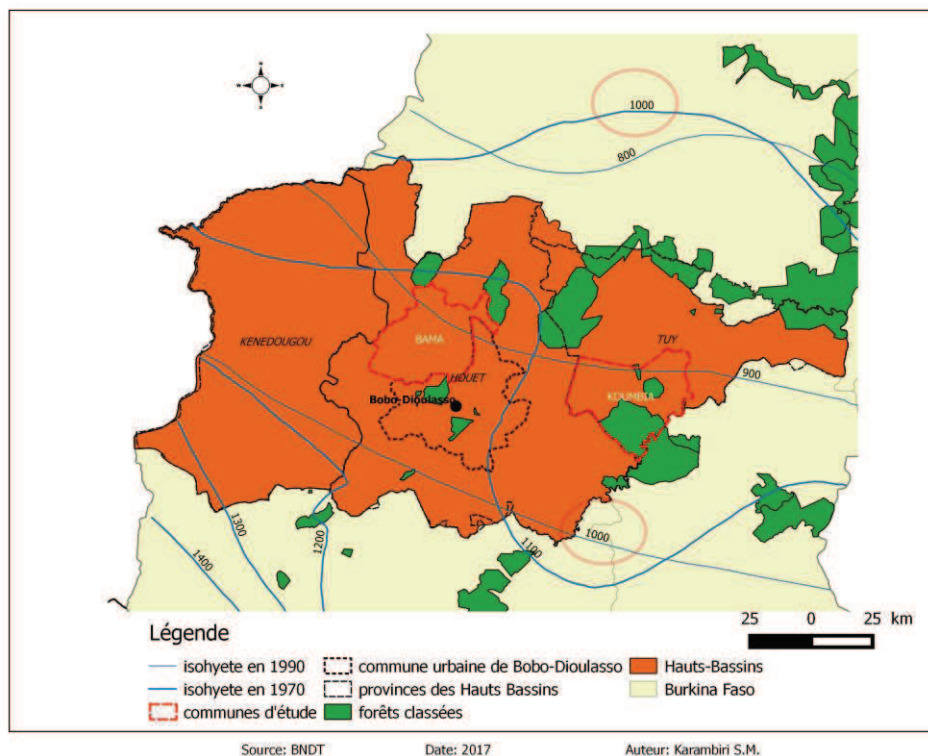 N
W E
S
1000
800
KENEDOUGOU
BAMA
TUY
HOUET
900
Bobo-Dioulasso
KOUMBIA
1300
1200
1100
1000
1400
25 0 25 km
Légende
isohyete en 1990
commune urbaine de Bobo-Dioulasso
Hauts-Bassins
isohyete en 1970
provinces des Hauts Bassins
Burkina Faso
communes d'étude
forêts classées
Source: BNDT Date: 2017 Auteur: Karambiri S.M.